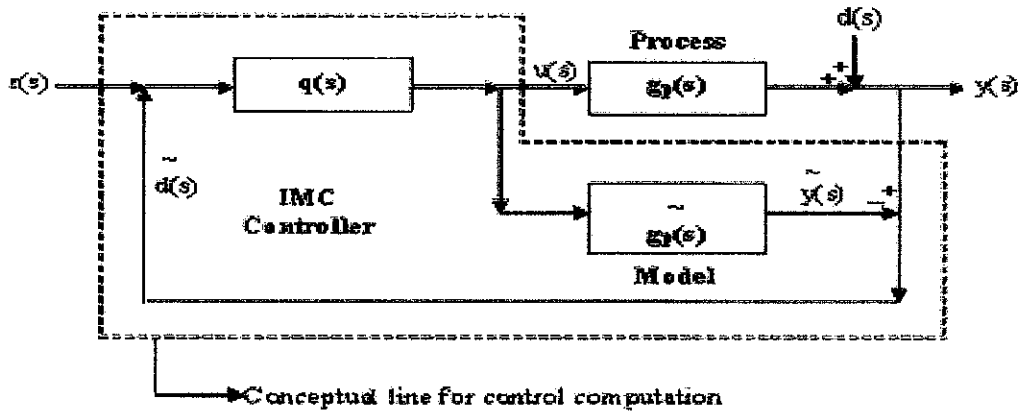 d(s)
Process
r(s)
q(s)
u(s)
+
+
gp(s)
y(s)
~
d(s)
IMC
Controller
~
gp(s)
~
y(s)
+
−
Model
Conceptual line for control computation